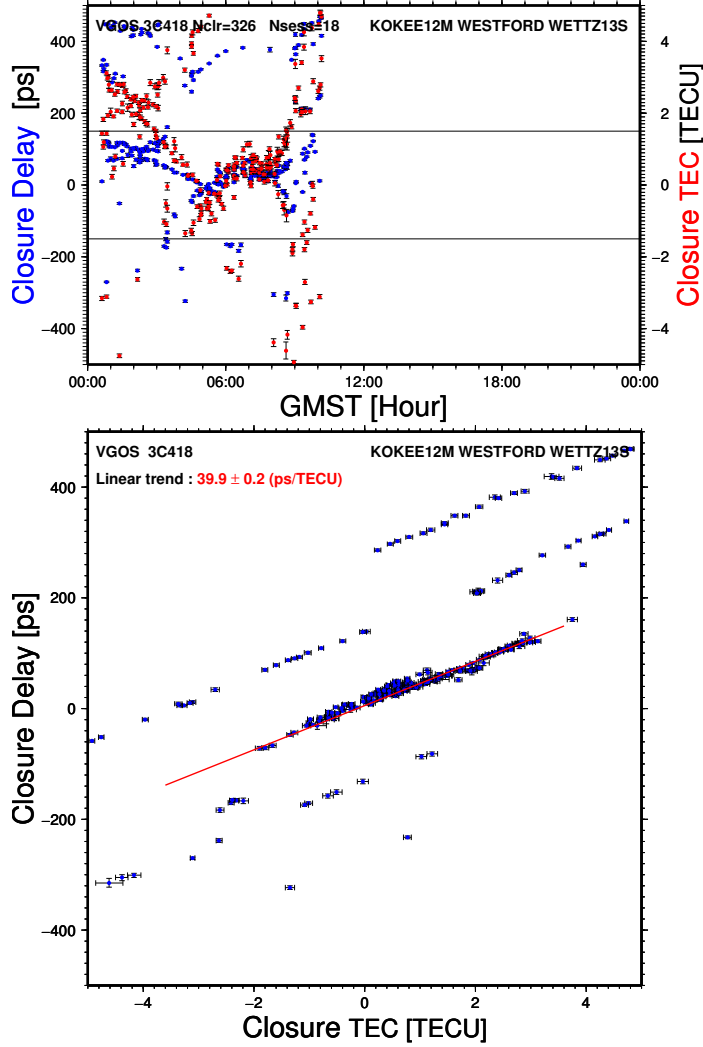 VGOS 3C418 Nclr=326 Nsess=18 KOKEE12M WESTFORD WETTZ13S
Closure Delay [ps]
400
200
0
−200
−400
4
2
0
−2
−4
Closure TEC [TECU]
00:00 06:00 12:00 18:00 00:00
GMST [Hour]
VGOS 3C418 KOKEE12M WESTFORD WETTZ13S
Linear trend : 39.9 ± 0.2 (ps/TECU)
Closure Delay [ps]
400
200
0
−200
−400
−4 −2 0 2 4
Closure TEC [TECU]